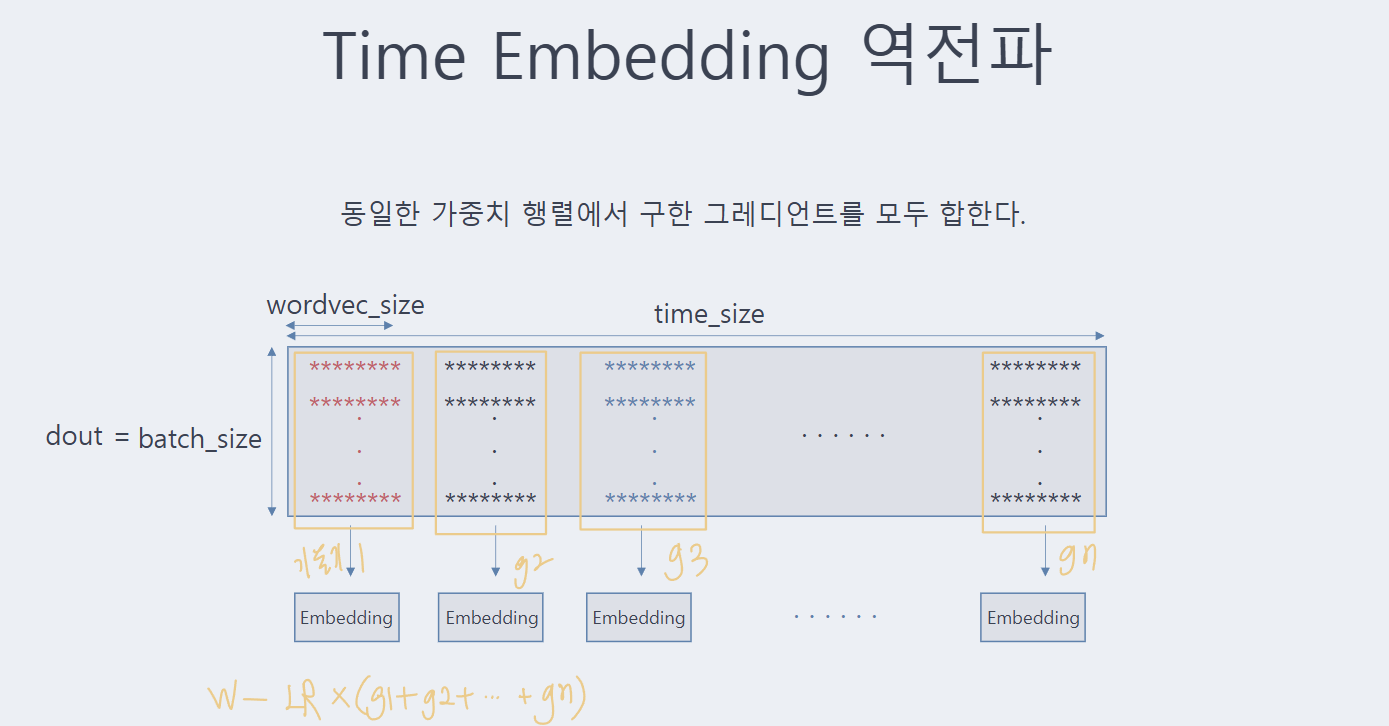 Time Embedding 역전파
동일한 가중치 행렬에서 구한 그레디언트를 모두 합한다.
wordvec_size
time_size
******** ******** ******** ********
******** ******** ******** ********
. . . .
dout = batch_size
. . . . . . . . . .
. . . .
******** ******** ******** ********
기울기1 g2 g3 gn
Embedding Embedding Embedding . . . . . . Embedding
W - LR × (g1+g2+ ··· +gn)